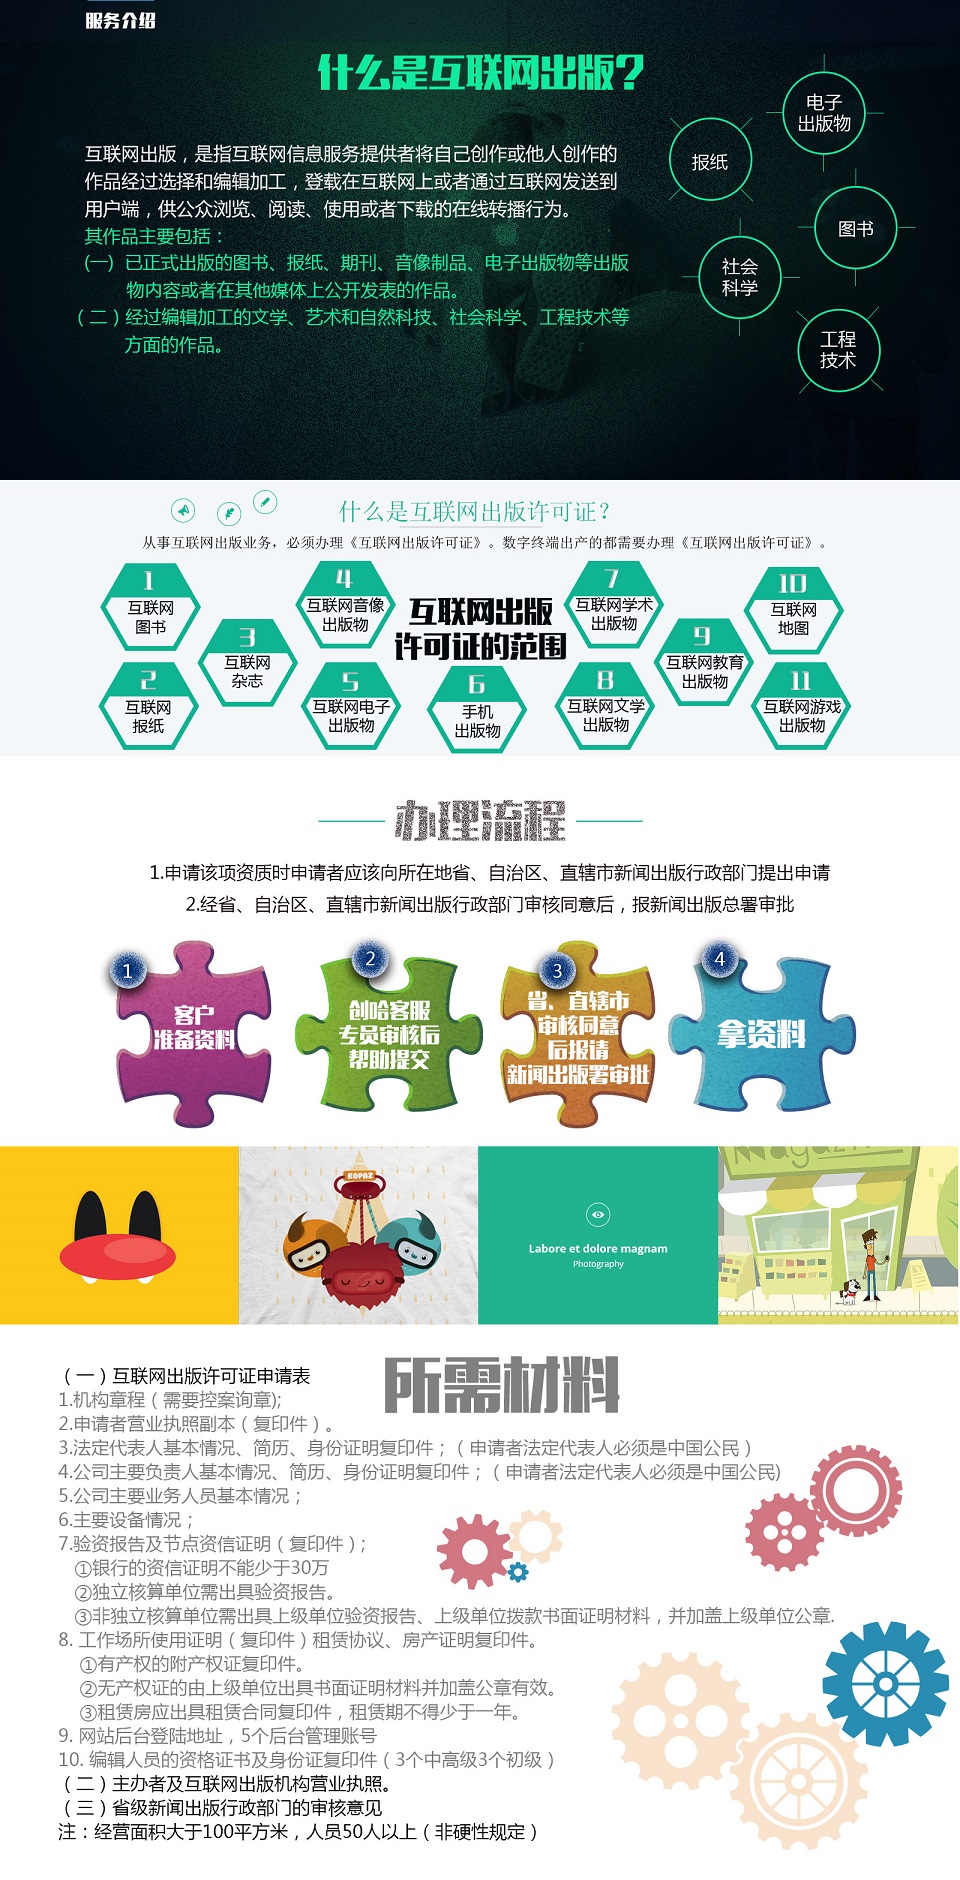 服务介绍
什么是互联网出版?
互联网出版，是指互联网信息服务提供者将自己创作或他人创作的
作品经过选择和编辑加工，登载在互联网上或者通过互联网发送到
用户端，供公众浏览、阅读、使用或者下载的在线转播行为。
其作品主要包括：
(一) 已正式出版的图书、报纸、期刊、音像制品、电子出版物等出版
物内容或者在其他媒体上公开发表的作品。
（二）经过编辑加工的文学、艺术和自然科技、社会科学、工程技术等
方面的作品。
电子
出版物
报纸
图书
社会
科学
工程
技术
什么是互联网出版许可证?
从事互联网出版业务，必须办理《互联网出版许可证》。数字终端出产的都需要办理《互联网出版许可证》。
互联网出版
许可证的范围
1
互联网
图书
2
互联网
报纸
3
互联网
杂志
4
互联网音像
出版物
5
互联网电子
出版物
6
手机
出版物
7
互联网学术
出版物
8
互联网文学
出版物
9
互联网教育
出版物
10
互联网
地图
11
互联网游戏
出版物
办理流程
1.申请该项资质时申请者应该向所在地省、自治区、直辖市新闻出版行政部门提出申请
2.经省、自治区、直辖市新闻出版行政部门审核同意后，报新闻出版总署审批
1
客户
准备资料
2
创哈客服
专员审核后
帮助提交
3
省、直辖市
审核同意
后报请
新闻出版署审批
4
拿资料
KOPAZ
Labore et dolore magnam
Photography
Magazin
所需材料
（一）互联网出版许可证申请表
1.机构章程（需要控案询章);
2.申请者营业执照副本（复印件）。
3.法定代表人基本情况、简历、身份证明复印件；（申请者法定代表人必须是中国公民）
4.公司主要负责人基本情况、简历、身份证明复印件；（申请者法定代表人必须是中国公民)
5.公司主要业务人员基本情况；
6.主要设备情况；
7.验资报告及节点资信证明（复印件）；
①银行的资信证明不能少于30万
②独立核算单位需出具验资报告。
③非独立核算单位需出具上级单位验资报告、上级单位拨款书面证明材料，并加盖上级单位公章.
8. 工作场所使用证明（复印件）租赁协议、房产证明复印件。
①有产权的附产权证复印件。
②无产权证的由上级单位出具书面证明材料并加盖公章有效。
③租赁房应出具租赁合同复印件，租赁期不得少于一年。
9. 网站后台登陆地址，5个后台管理账号
10. 编辑人员的资格证书及身份证复印件（3个中高级3个初级）
（二）主办者及互联网出版机构营业执照。
（三）省级新闻出版行政部门的审核意见
注：经营面积大于100平方米，人员50人以上（非硬性规定）